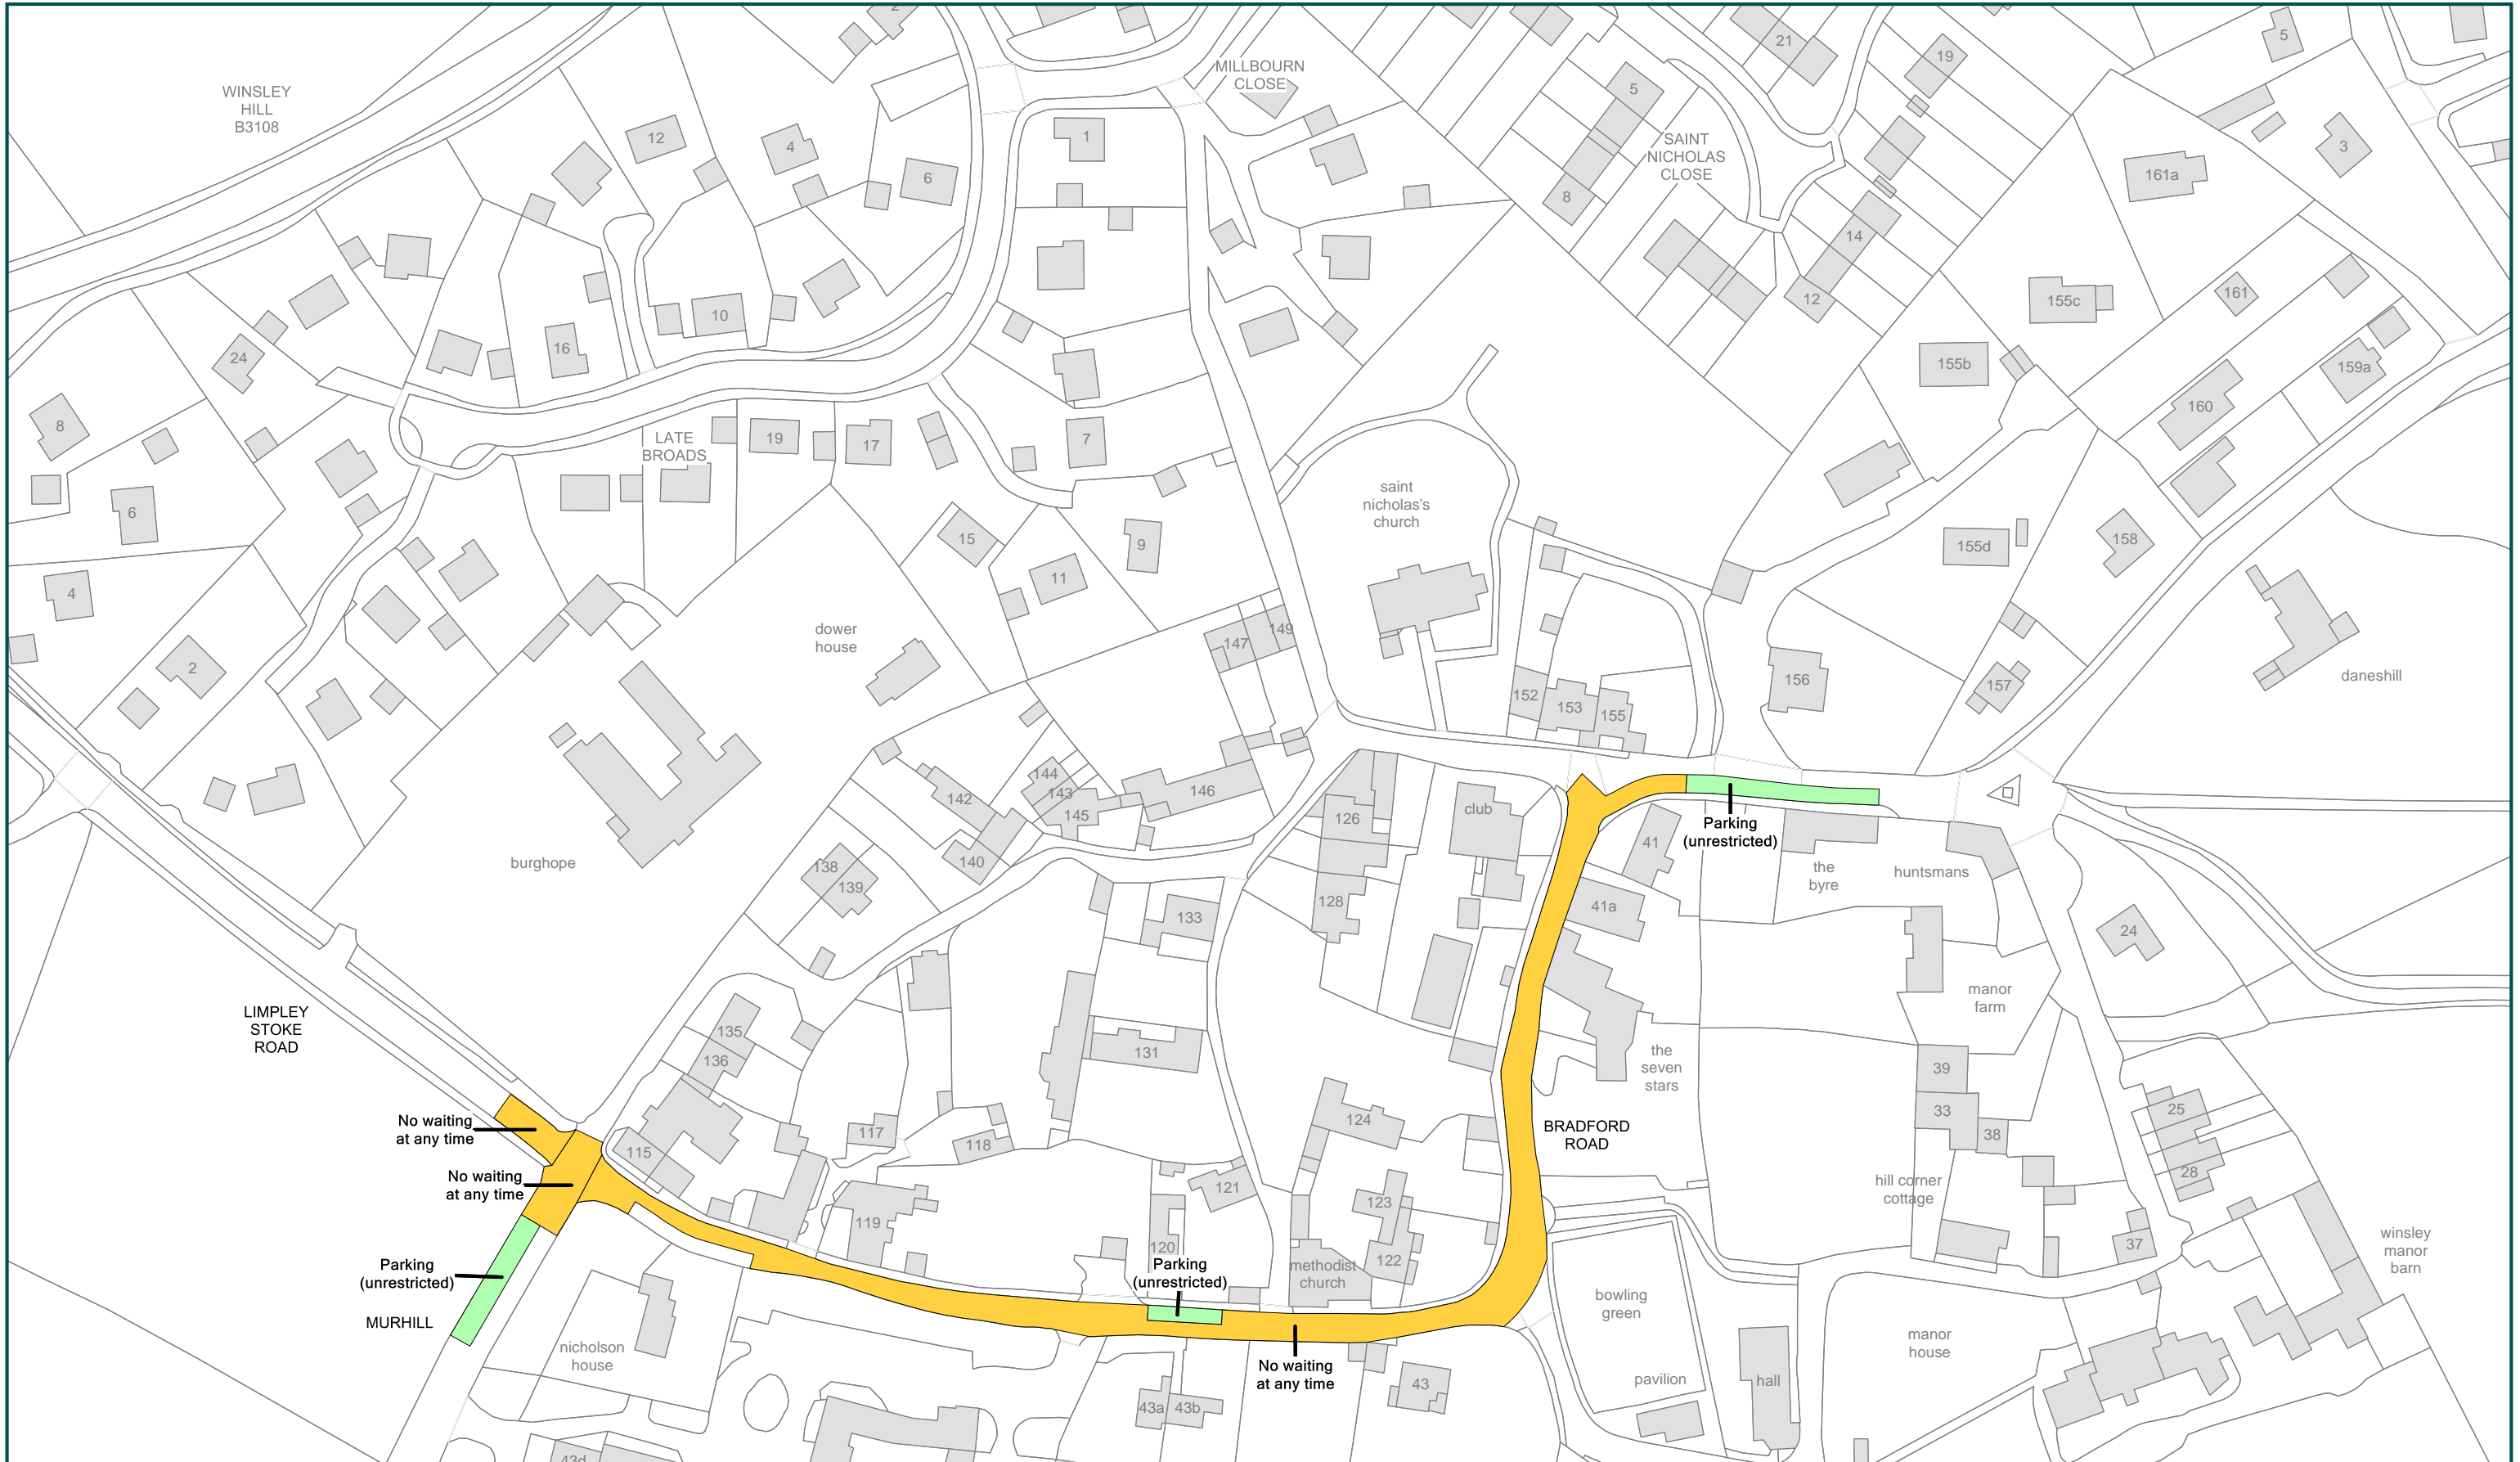 2
5
21
19
MILLBOURN
CLOSE
WINSLEY
HILL
B3108
5
12
4
1
SAINT
NICHOLAS
CLOSE
3
161a
6
8
14
155c
161
12
10
16
24
155b
159a
160
8
LATE
BROADS
19
17
7
6
saint
nicholas's
church
15
9
155d
158
11
4
dower
house
147
149
2
152
153
155
156
157
daneshill
144
143
142
145
146
126
club
Parking
(unrestricted)
41
140
burghope
138
139
the
byre
huntsmans
128
41a
133
24
manor
farm
LIMPLEY
STOKE
ROAD
135
136
131
the
seven
stars
39
33
38
25
124
No waiting
at any time
BRADFORD
ROAD
117
118
115
28
No waiting
at any time
121
123
hill corner
cottage
119
120
122
37
winsley
manor
barn
Parking
(unrestricted)
Parking
(unrestricted)
methodist
church
bowling
green
MURHILL
nicholson
house
manor
house
No waiting
at any time
43
pavilion
hall
43a
43b
43d